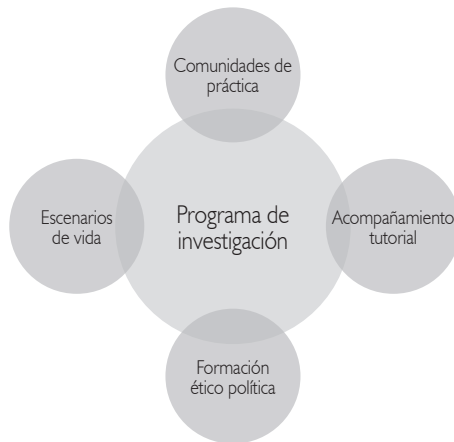 Comunidades de
práctica
Escenarios
de vida
Programa de
investigación
Acompañamiento
tutorial
Formación
ético política